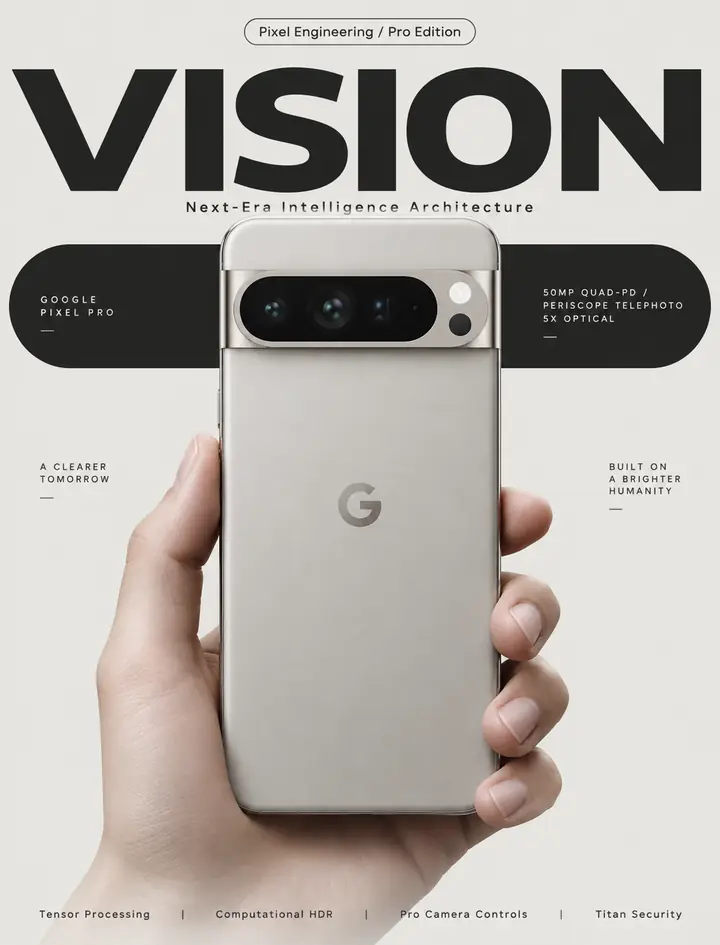 Pixel Engineering / Pro Edition
VISION
Next-Era Intelligence Architecture
GOOGLE
PIXEL PRO
50MP QUAD-PD /
PERISCOPE TELEPHOTO
5X OPTICAL
A CLEARER
TOMORROW
BUILT ON
A BRIGHTER
HUMANITY
G
Tensor Processing | Computational HDR | Pro Camera Controls | Titan Security